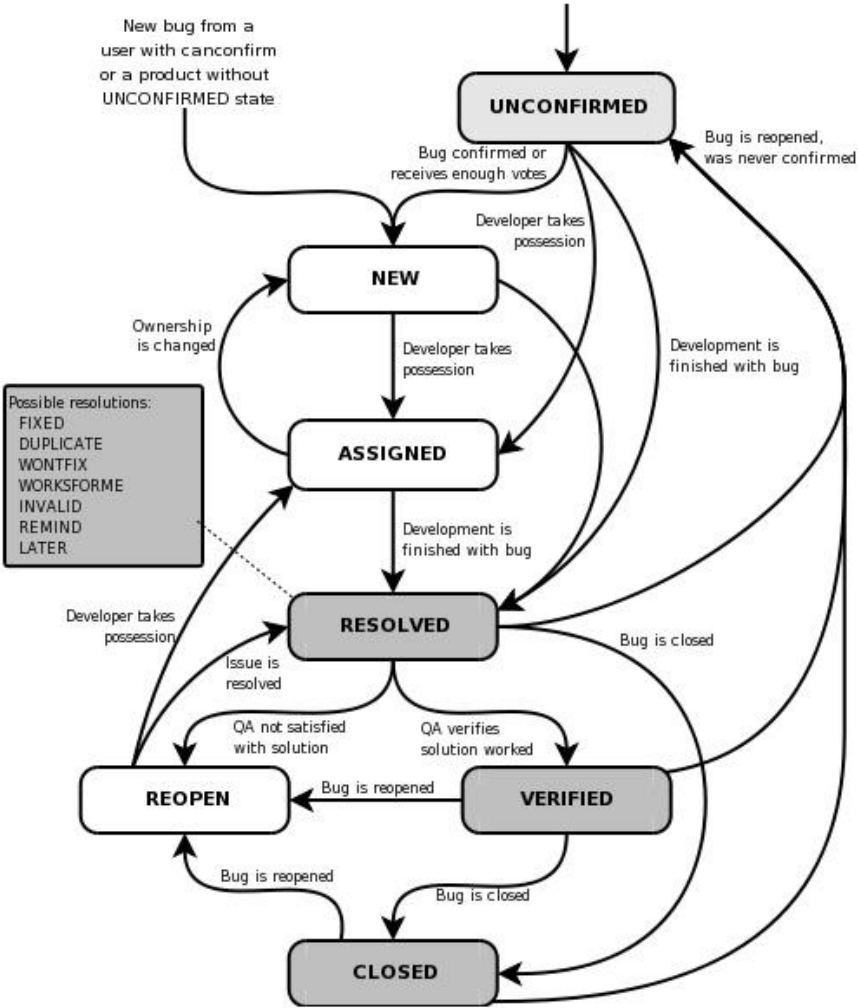 New bug from a
user with canconfirm
or a product without
UNCONFIRMED state
UNCONFIRMED
Bug is reopened,
was never confirmed
Bug confirmed or
receives enough votes
Developer takes
possession
NEW
Ownership
is changed
Developer takes
possession
Development is
finished with bug
Possible resolutions:
FIXED
DUPLICATE
WONTFIX
WORKSFORME
INVALID
REMIND
LATER
ASSIGNED
Development is
finished with bug
Developer takes
possession
RESOLVED
Bug is closed
Issue is
resolved
QA not satisfied
with solution
QA verifies
solution worked
REOPEN
Bug is reopened
VERIFIED
Bug is reopened
Bug is closed
CLOSED